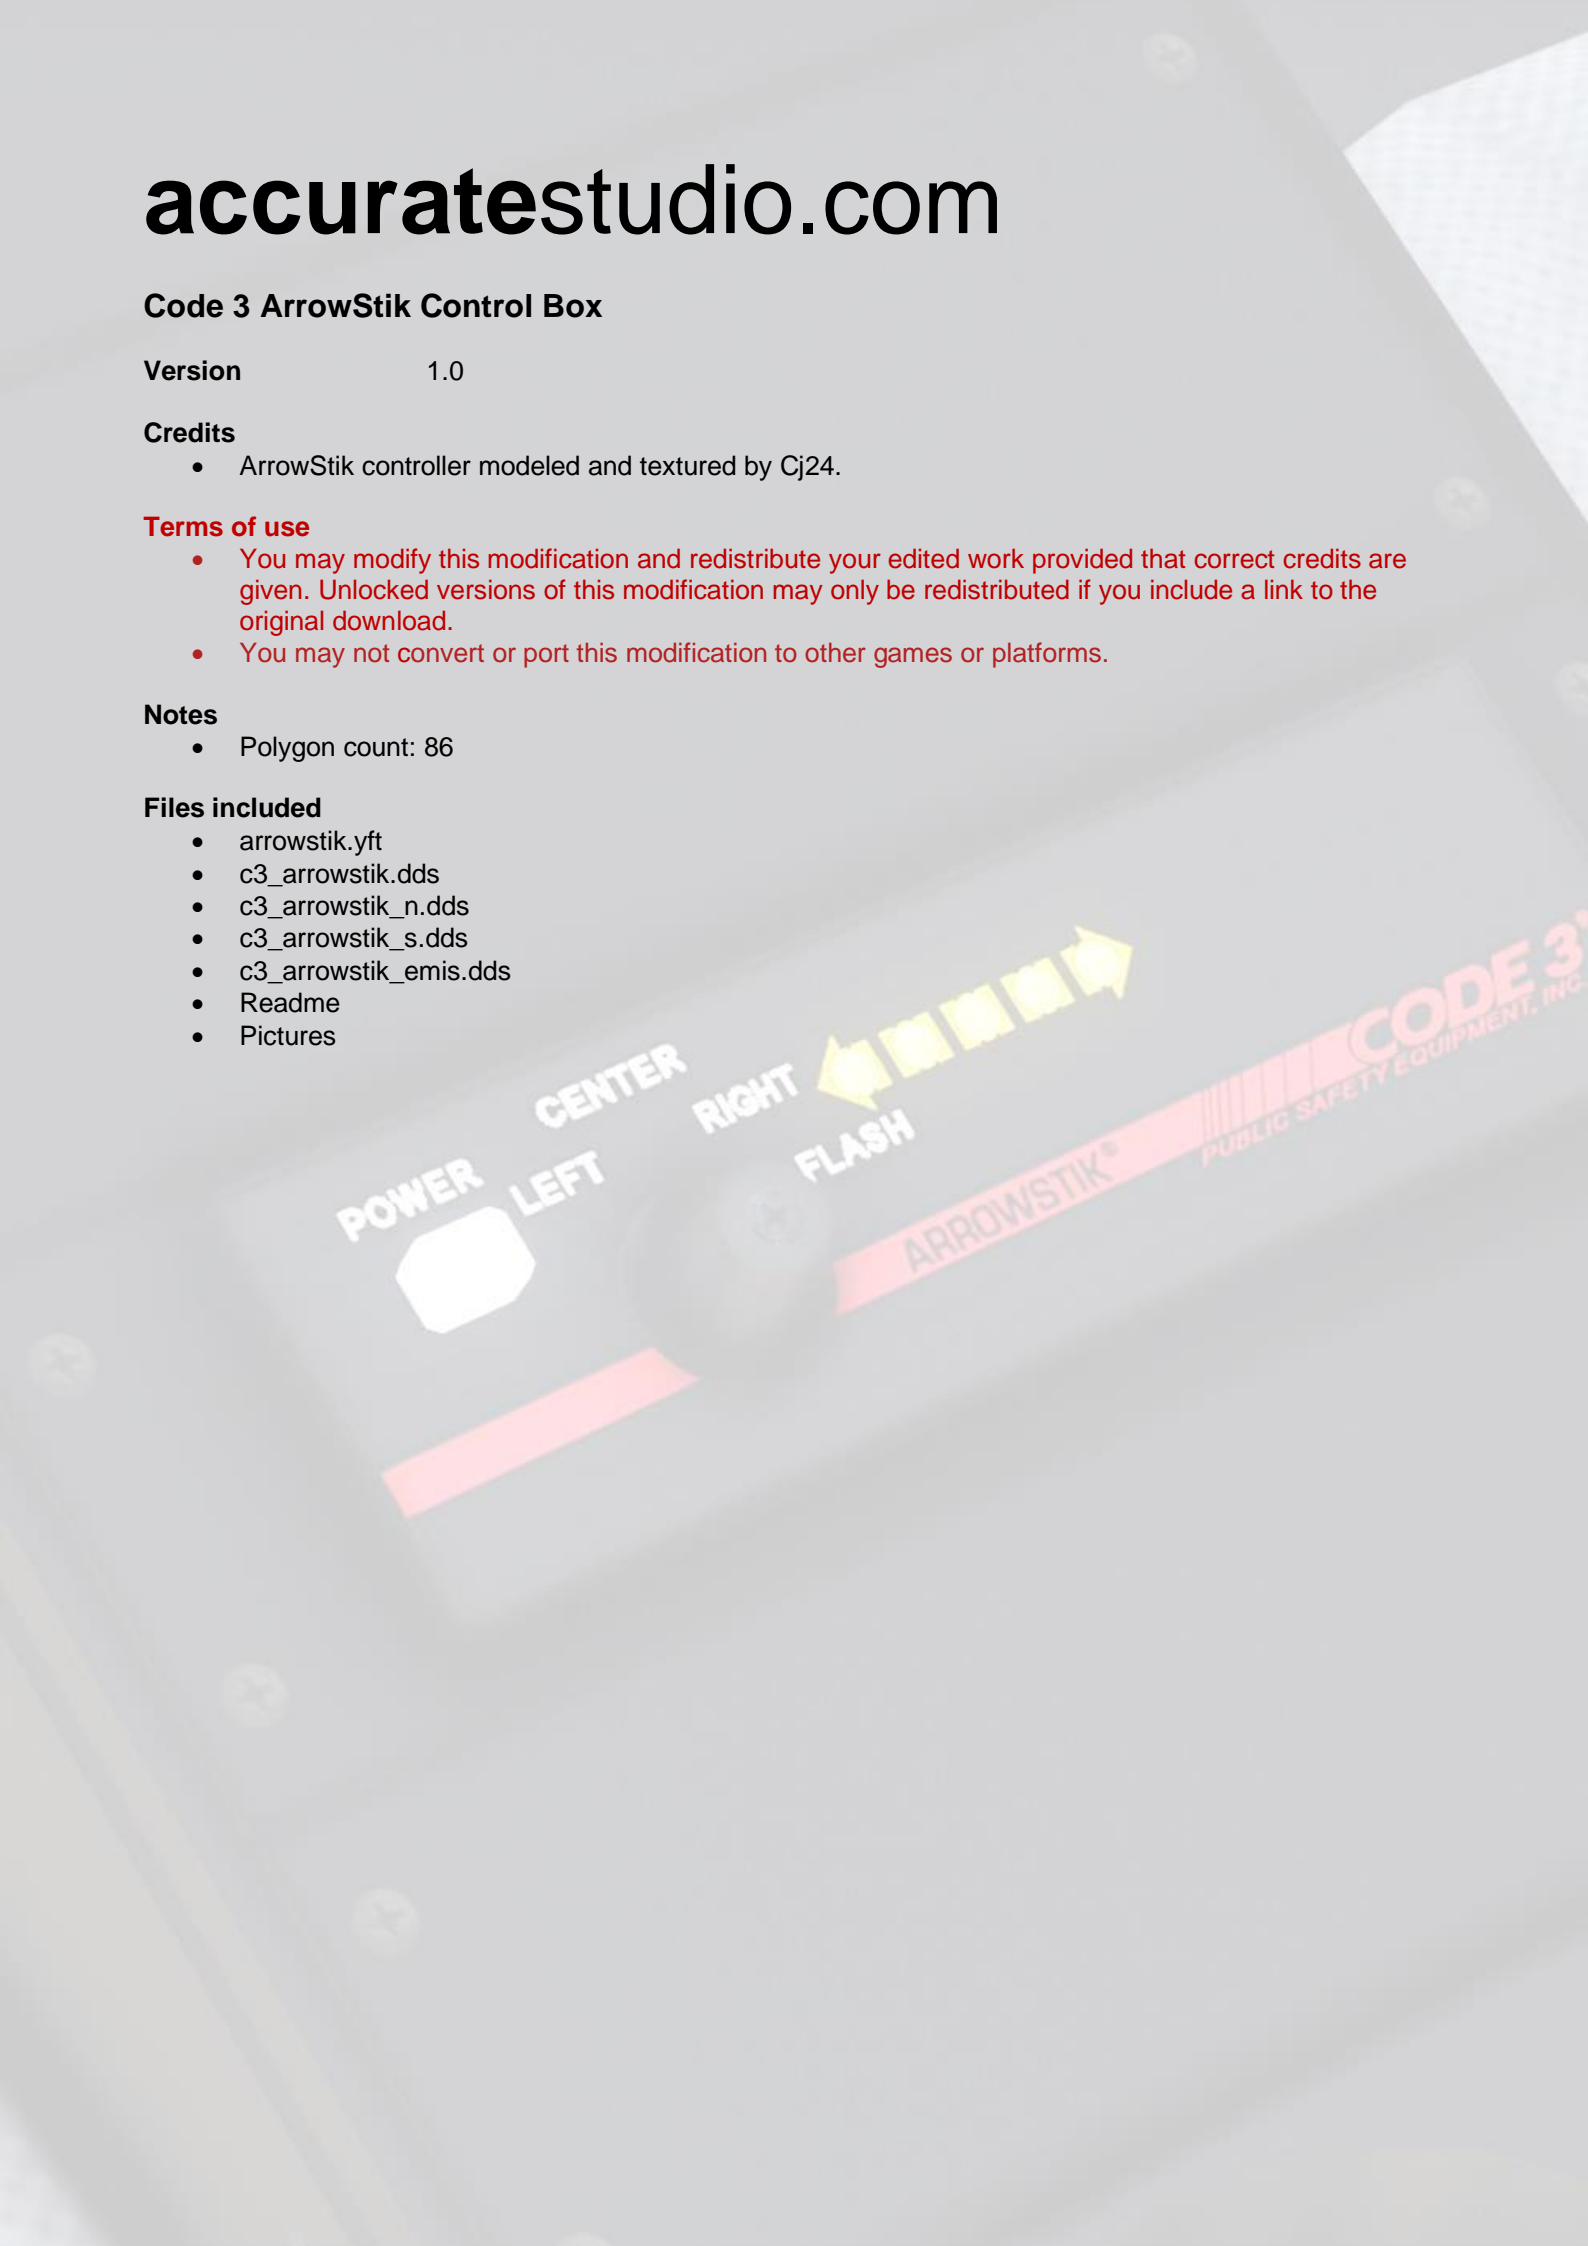 accuratestudio.com
Code 3 ArrowStik Control Box
Version 1.0
Credits
• ArrowStik controller modeled and textured by Cj24.
Terms of use
• You may modify this modification and redistribute your edited work provided that correct credits are
given. Unlocked versions of this modification may only be redistributed if you include a link to the
original download.
• You may not convert or port this modification to other games or platforms.
Notes
• Polygon count: 86
Files included
• arrowstik.yft
• c3_arrowstik.dds
• c3_arrowstik_n.dds
• c3_arrowstik_s.dds
• c3_arrowstik_emis.dds
• Readme
• Pictures
POWER
LEFT
CENTER
RIGHT
FLASH
ARROWSTIK®
CODE 3®
PUBLIC SAFETY EQUIPMENT, INC.